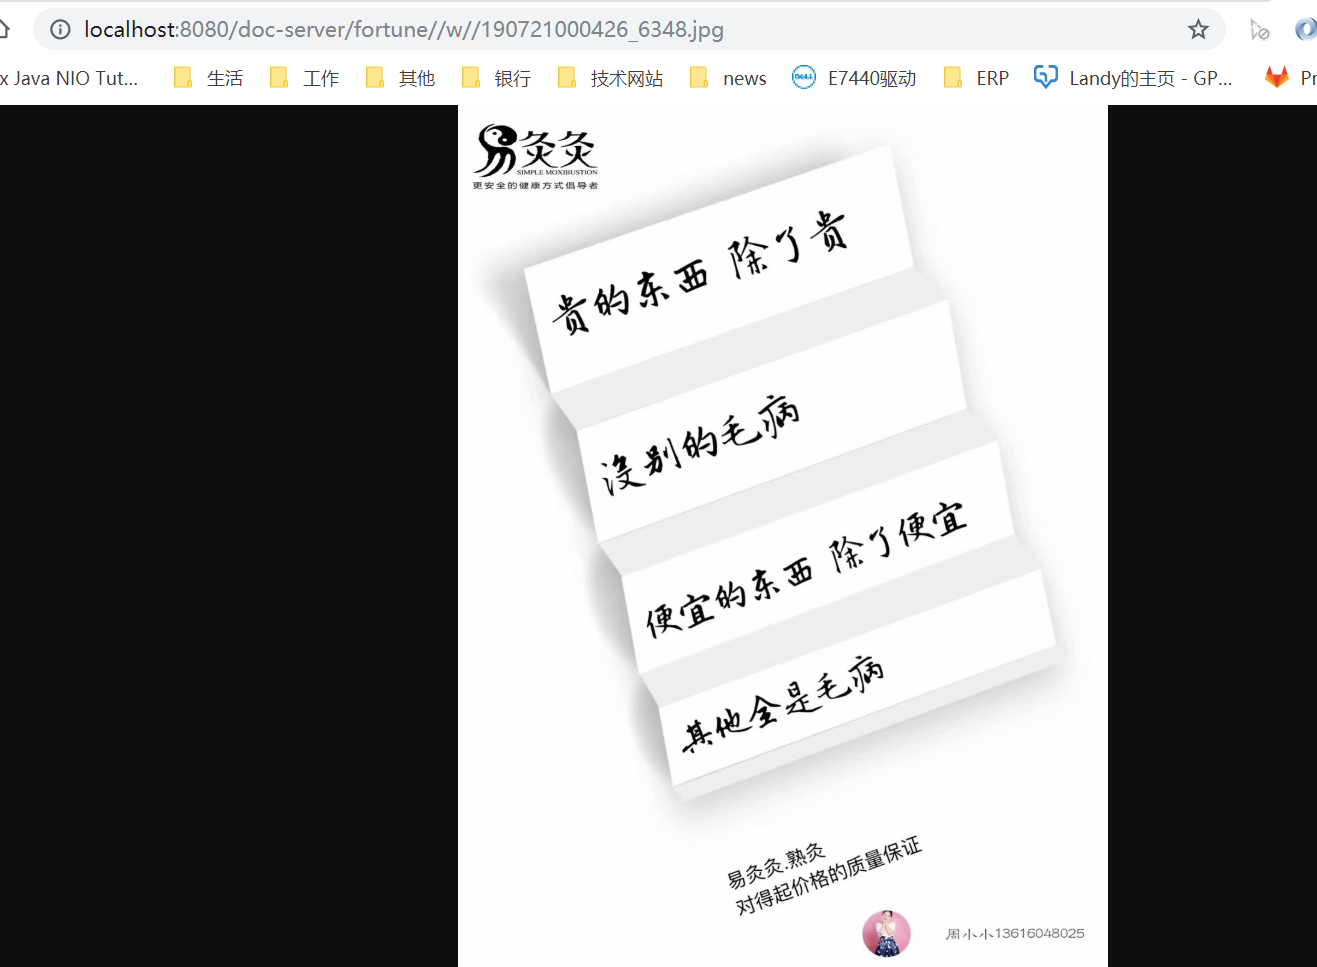 localhost:8080/doc-server/fortune//w//190721000426_6348.jpg
x Java NIO Tut... 生活 工作 其他 银行 技术网站 news E7440驱动 ERP Landy的主页 - GP... Pr
易灸灸
SIMPLE MOXIBUSTION
更安全的健康方式倡导者
贵的东西 除了贵
没别的毛病
便宜的东西 除了便宜
其他全是毛病
易灸灸.熟灸
对得起价格的质量保证
周小小13616048025